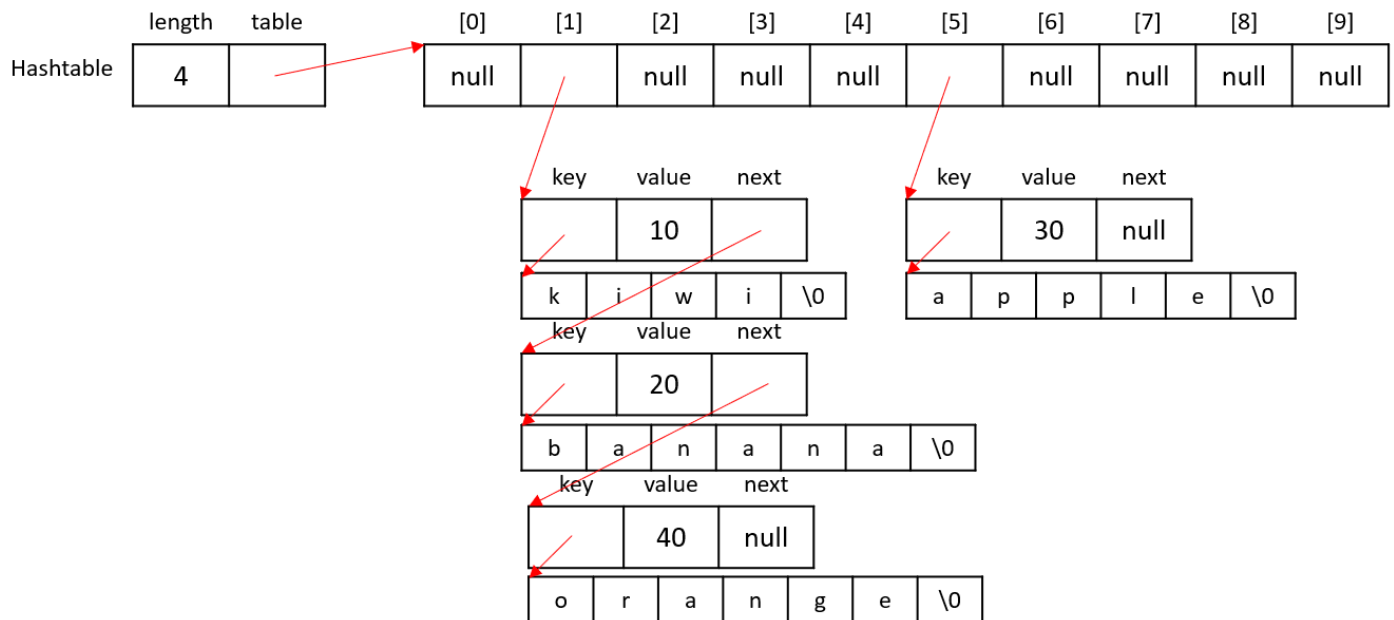 length table [0] [1] [2] [3] [4] [5] [6] [7] [8] [9]
Hashtable 4 null null null null null null null null
key value next key value next
10 30 null
k i w i \0 a p p l e \0
key value next
20
b a n a n a \0
key value next
40 null
o r a n g e \0